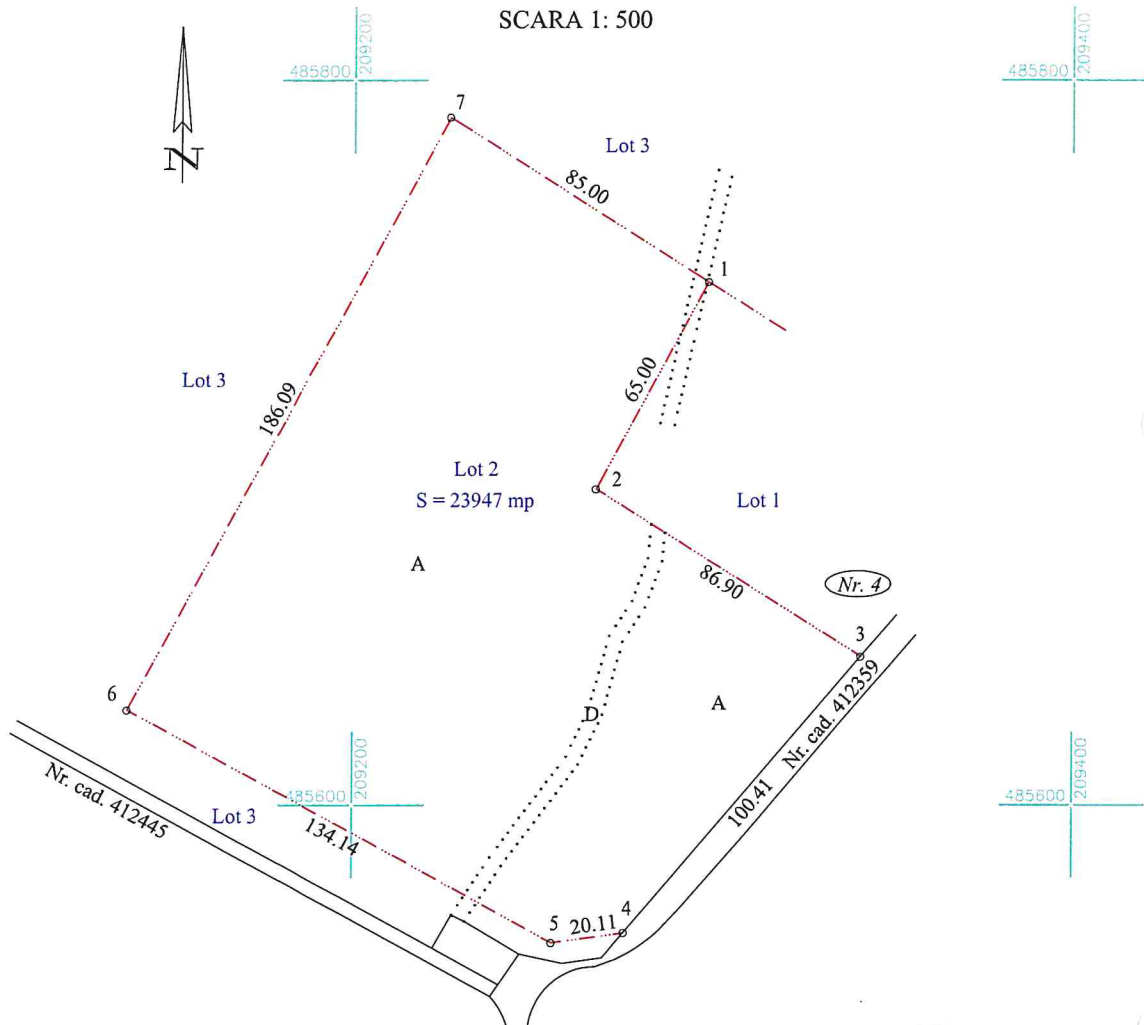 SCARA 1: 500
485800
209200
485800
209400
N
7
Lot 3
85.00
1
Lot 3
186.09
65.00
Lot 2
S = 23947 mp
2
Lot 1
A
86.90
Nr. 4
3
6
A
D
Nr. cad. 412359
100.41
485600
209200
485600
209400
Nr. cad. 412445
Lot 3
134.14
5
20.11
4